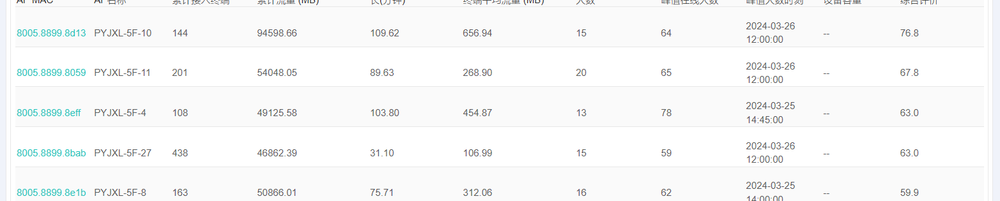 AP MAC AP 名称 累计接入终端 累计流量 (MB) 长(分钟) 终端平均流量 (MB) 人数 峰值在线人数 峰值人数时刻 设备容量 综合评价
8005.8899.8d13 PYJXL-5F-10 144 94598.66 109.62 656.94 15 64 2024-03-26 12:00:00 -- 76.8
8005.8899.8059 PYJXL-5F-11 201 54048.05 89.63 268.90 20 65 2024-03-26 12:00:00 -- 67.8
8005.8899.8eff PYJXL-5F-4 108 49125.58 103.80 454.87 13 78 2024-03-25 14:45:00 -- 63.0
8005.8899.8bab PYJXL-5F-27 438 46862.39 31.10 106.99 15 59 2024-03-26 12:00:00 -- 63.0
8005.8899.8e1b PYJXL-5F-8 163 50866.01 75.71 312.06 16 62 2024-03-25 14:00:00 -- 59.9